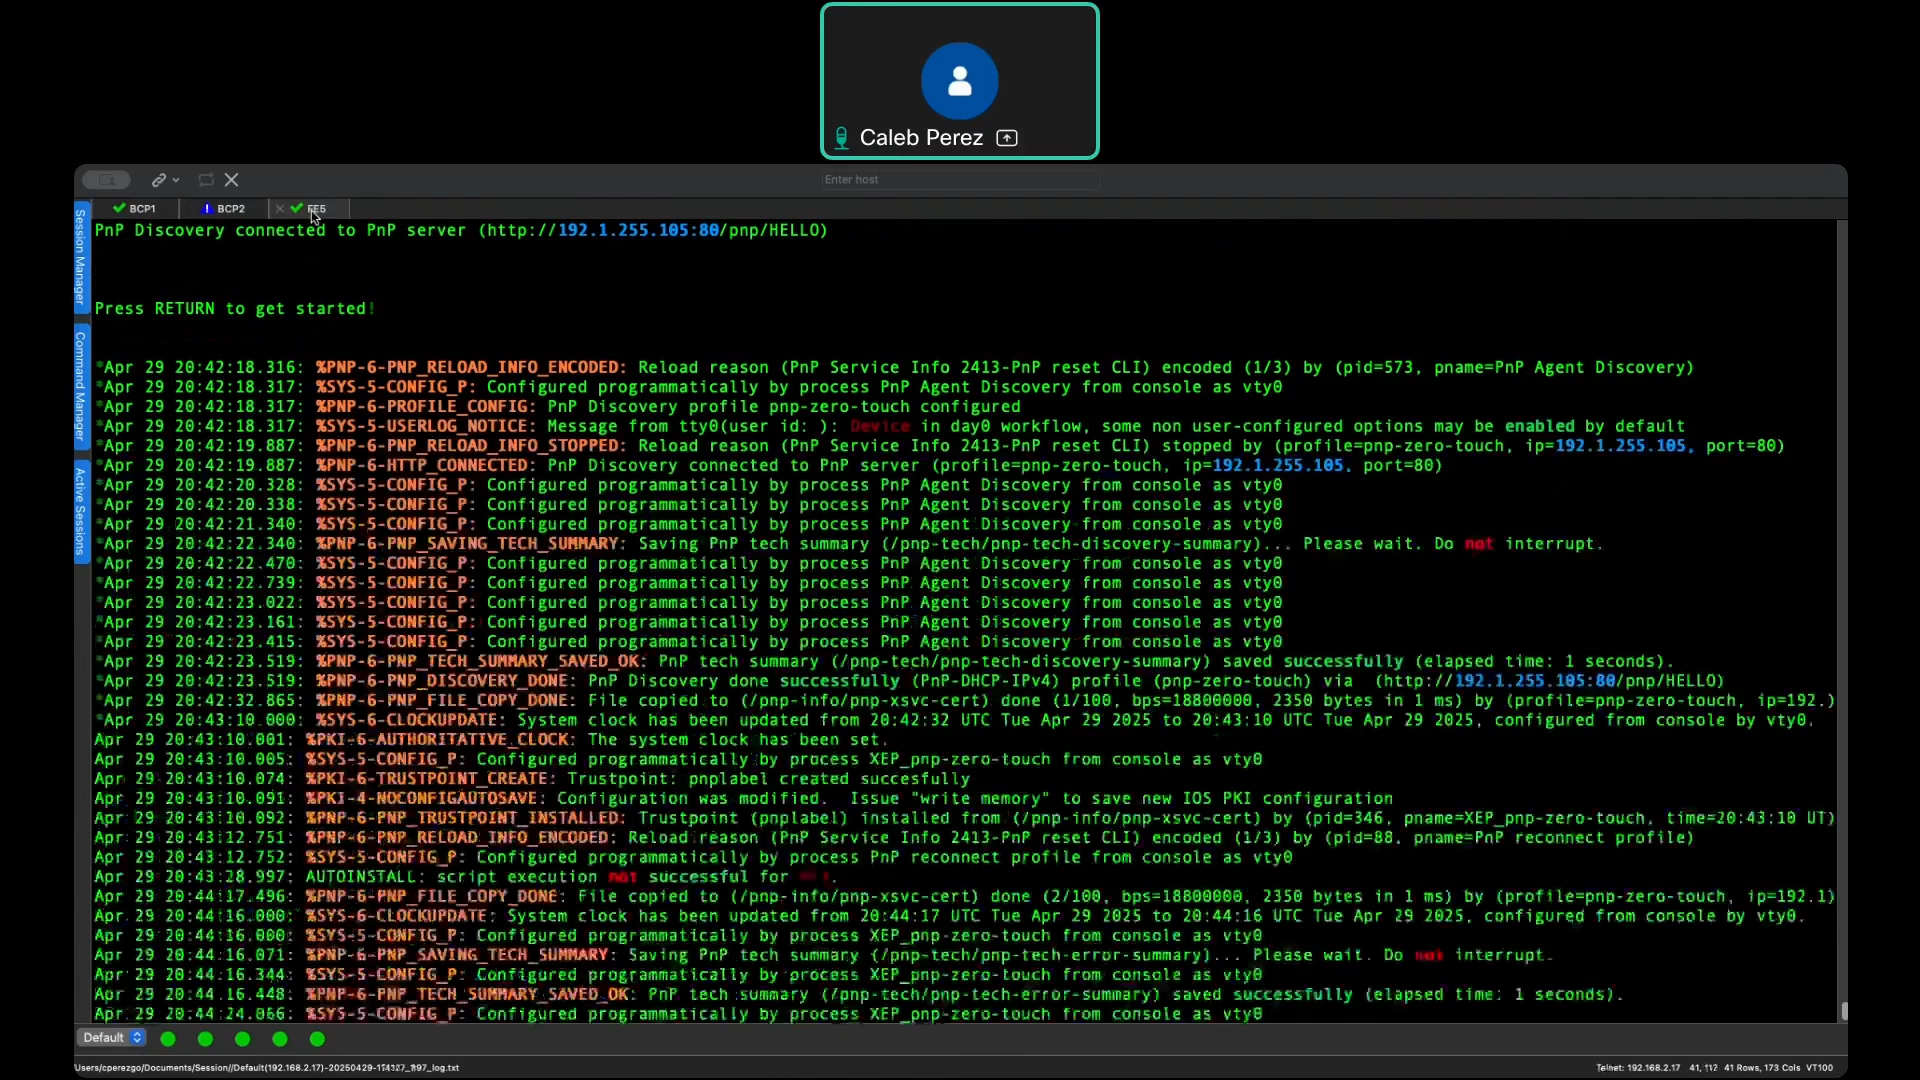 Caleb Perez
Enter host
BCP1
BCP2
FE5
Session Manager
Command Manager
Active Sessions
PnP Discovery connected to PnP server (http://192.1.255.105:80/pnp/HELLO)
Press RETURN to get started!
*Apr 29 20:42:18.316: %PNP-6-PNP_RELOAD_INFO_ENCODED: Reload reason (PnP Service Info 2413-PnP reset CLI) encoded (1/3) by (pid=573, pname=PnP Agent Discovery)
*Apr 29 20:42:18.317: %SYS-5-CONFIG_P: Configured programmatically by process PnP Agent Discovery from console as vty0
*Apr 29 20:42:18.317: %PNP-6-PROFILE_CONFIG: PnP Discovery profile pnp-zero-touch configured
*Apr 29 20:42:18.317: %SYS-5-USERLOG_NOTICE: Message from tty0(user id: ): Device in day0 workflow, some non user-configured options may be enabled by default
*Apr 29 20:42:19.887: %PNP-6-PNP_RELOAD_INFO_STOPPED: Reload reason (PnP Service Info 2413-PnP reset CLI) stopped by (profile=pnp-zero-touch, ip=192.1.255.105, port=80)
*Apr 29 20:42:19.887: %PNP-6-HTTP_CONNECTED: PnP Discovery connected to PnP server (profile=pnp-zero-touch, ip=192.1.255.105, port=80)
*Apr 29 20:42:20.328: %SYS-5-CONFIG_P: Configured programmatically by process PnP Agent Discovery from console as vty0
*Apr 29 20:42:20.338: %SYS-5-CONFIG_P: Configured programmatically by process PnP Agent Discovery from console as vty0
*Apr 29 20:42:21.340: %SYS-5-CONFIG_P: Configured programmatically by process PnP Agent Discovery from console as vty0
*Apr 29 20:42:22.340: %PNP-6-PNP_SAVING_TECH_SUMMARY: Saving PnP tech summary (/pnp-tech/pnp-tech-discovery-summary)... Please wait. Do not interrupt.
*Apr 29 20:42:22.470: %SYS-5-CONFIG_P: Configured programmatically by process PnP Agent Discovery from console as vty0
*Apr 29 20:42:22.739: %SYS-5-CONFIG_P: Configured programmatically by process PnP Agent Discovery from console as vty0
*Apr 29 20:42:23.022: %SYS-5-CONFIG_P: Configured programmatically by process PnP Agent Discovery from console as vty0
*Apr 29 20:42:23.161: %SYS-5-CONFIG_P: Configured programmatically by process PnP Agent Discovery from console as vty0
*Apr 29 20:42:23.415: %SYS-5-CONFIG_P: Configured programmatically by process PnP Agent Discovery from console as vty0
*Apr 29 20:42:23.519: %PNP-6-PNP_TECH_SUMMARY_SAVED_OK: PnP tech summary (/pnp-tech/pnp-tech-discovery-summary) saved successfully (elapsed time: 1 seconds).
*Apr 29 20:42:23.519: %PNP-6-PNP_DISCOVERY_DONE: PnP Discovery done successfully (PnP-DHCP-IPv4) profile (pnp-zero-touch) via (http://192.1.255.105:80/pnp/HELLO)
*Apr 29 20:42:32.865: %PNP-6-PNP_FILE_COPY_DONE: File copied to (/pnp-info/pnp-xsvc-cert) done (1/100, bps=18800000, 2350 bytes in 1 ms) by (profile=pnp-zero-touch, ip=192.)
*Apr 29 20:43:10.000: %SYS-6-CLOCKUPDATE: System clock has been updated from 20:42:32 UTC Tue Apr 29 2025 to 20:43:10 UTC Tue Apr 29 2025, configured from console by vty0.
Apr 29 20:43:10.001: %PKI-6-AUTHORITATIVE_CLOCK: The system clock has been set.
Apr 29 20:43:10.005: %SYS-5-CONFIG_P: Configured programmatically by process XEP_pnp-zero-touch from console as vty0
Apr 29 20:43:10.074: %PKI-6-TRUSTPOINT_CREATE: Trustpoint: pnplabel created succesfully
Apr 29 20:43:10.091: %PKI-4-NOCONFIGAUTOSAVE: Configuration was modified. Issue "write memory" to save new IOS PKI configuration
Apr 29 20:43:10.092: %PNP-6-PNP_TRUSTPOINT_INSTALLED: Trustpoint (pnplabel) installed from (/pnp-info/pnp-xsvc-cert) by (pid=346, pname=XEP_pnp-zero-touch, time=20:43:10 UT)
Apr 29 20:43:12.751: %PNP-6-PNP_RELOAD_INFO_ENCODED: Reload reason (PnP Service Info 2413-PnP reset CLI) encoded (1/3) by (pid=88, pname=PnP reconnect profile)
Apr 29 20:43:12.752: %SYS-5-CONFIG_P: Configured programmatically by process PnP reconnect profile from console as vty0
Apr 29 20:43:28.997: AUTOINSTALL: script execution not successful for
Apr 29 20:44:17.496: %PNP-6-PNP_FILE_COPY_DONE: File copied to (/pnp-info/pnp-xsvc-cert) done (2/100, bps=18800000, 2350 bytes in 1 ms) by (profile=pnp-zero-touch, ip=192.1)
Apr 29 20:44:16.000: %SYS-6-CLOCKUPDATE: System clock has been updated from 20:44:17 UTC Tue Apr 29 2025 to 20:44:16 UTC Tue Apr 29 2025, configured from console by vty0.
Apr 29 20:44:16.000: %SYS-5-CONFIG_P: Configured programmatically by process XEP_pnp-zero-touch from console as vty0
Apr 29 20:44:16.071: %PNP-6-PNP_SAVING_TECH_SUMMARY: Saving PnP tech summary (/pnp-tech/pnp-tech-error-summary)... Please wait. Do not interrupt.
Apr 29 20:44:16.344: %SYS-5-CONFIG_P: Configured programmatically by process XEP_pnp-zero-touch from console as vty0
Apr 29 20:44:16.448: %PNP-6-PNP_TECH_SUMMARY_SAVED_OK: PnP tech summary (/pnp-tech/pnp-tech-error-summary) saved successfully (elapsed time: 1 seconds).
Apr 29 20:44:24.066: %SYS-5-CONFIG_P: Configured programmatically by process XEP_pnp-zero-touch from console as vty0
Default
Telnet: 192.168.2.17 41 Rows, 173 Cols VT100